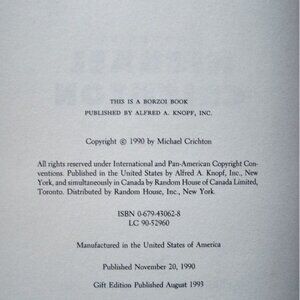 THIS IS A BORZOI BOOK
PUBLISHED BY ALFRED A. KNOPF, INC.
Copyright © 1990 by Michael Crichton
All rights reserved under International and Pan-American Copyright Con-
ventions. Published in the United States by Alfred A. Knopf, Inc., New
York, and simultaneously in Canada by Random House of Canada Limited,
Toronto. Distributed by Random House, Inc., New York.
ISBN 0-679-43062-8
LC 90-52960
Manufactured in the United States of America
Published November 20, 1990
Gift Edition Published August 1993